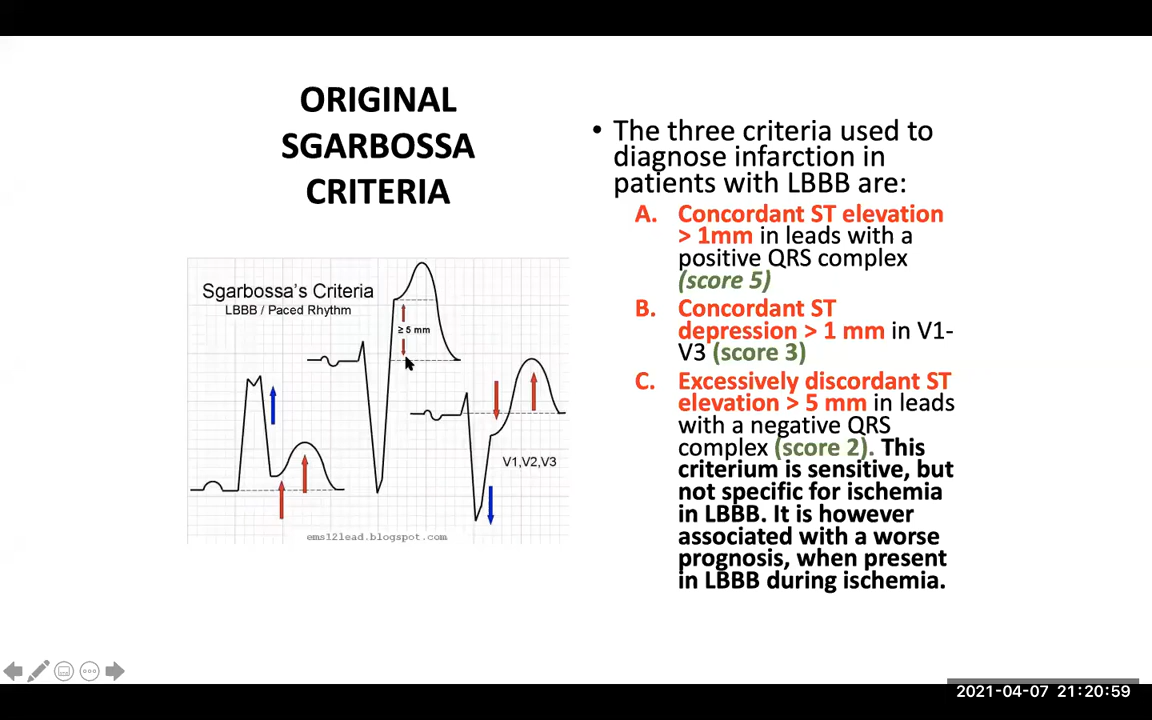 ORIGINAL
SGARBOSSA
CRITERIA
Sgarbossa's Criteria
LBBB / Paced Rhythm
≥ 5 mm
V1,V2,V3
ems12lead.blogspot.com
• The three criteria used to
diagnose infarction in
patients with LBBB are:
A. Concordant ST elevation
> 1mm in leads with a
positive QRS complex
(score 5)
B. Concordant ST
depression > 1 mm in V1-
V3 (score 3)
C. Excessively discordant ST
elevation > 5 mm in leads
with a negative QRS
complex (score 2). This
criterium is sensitive, but
not specific for ischemia
in LBBB. It is however
associated with a worse
prognosis, when present
in LBBB during ischemia.
2021-04-07 21:20:59